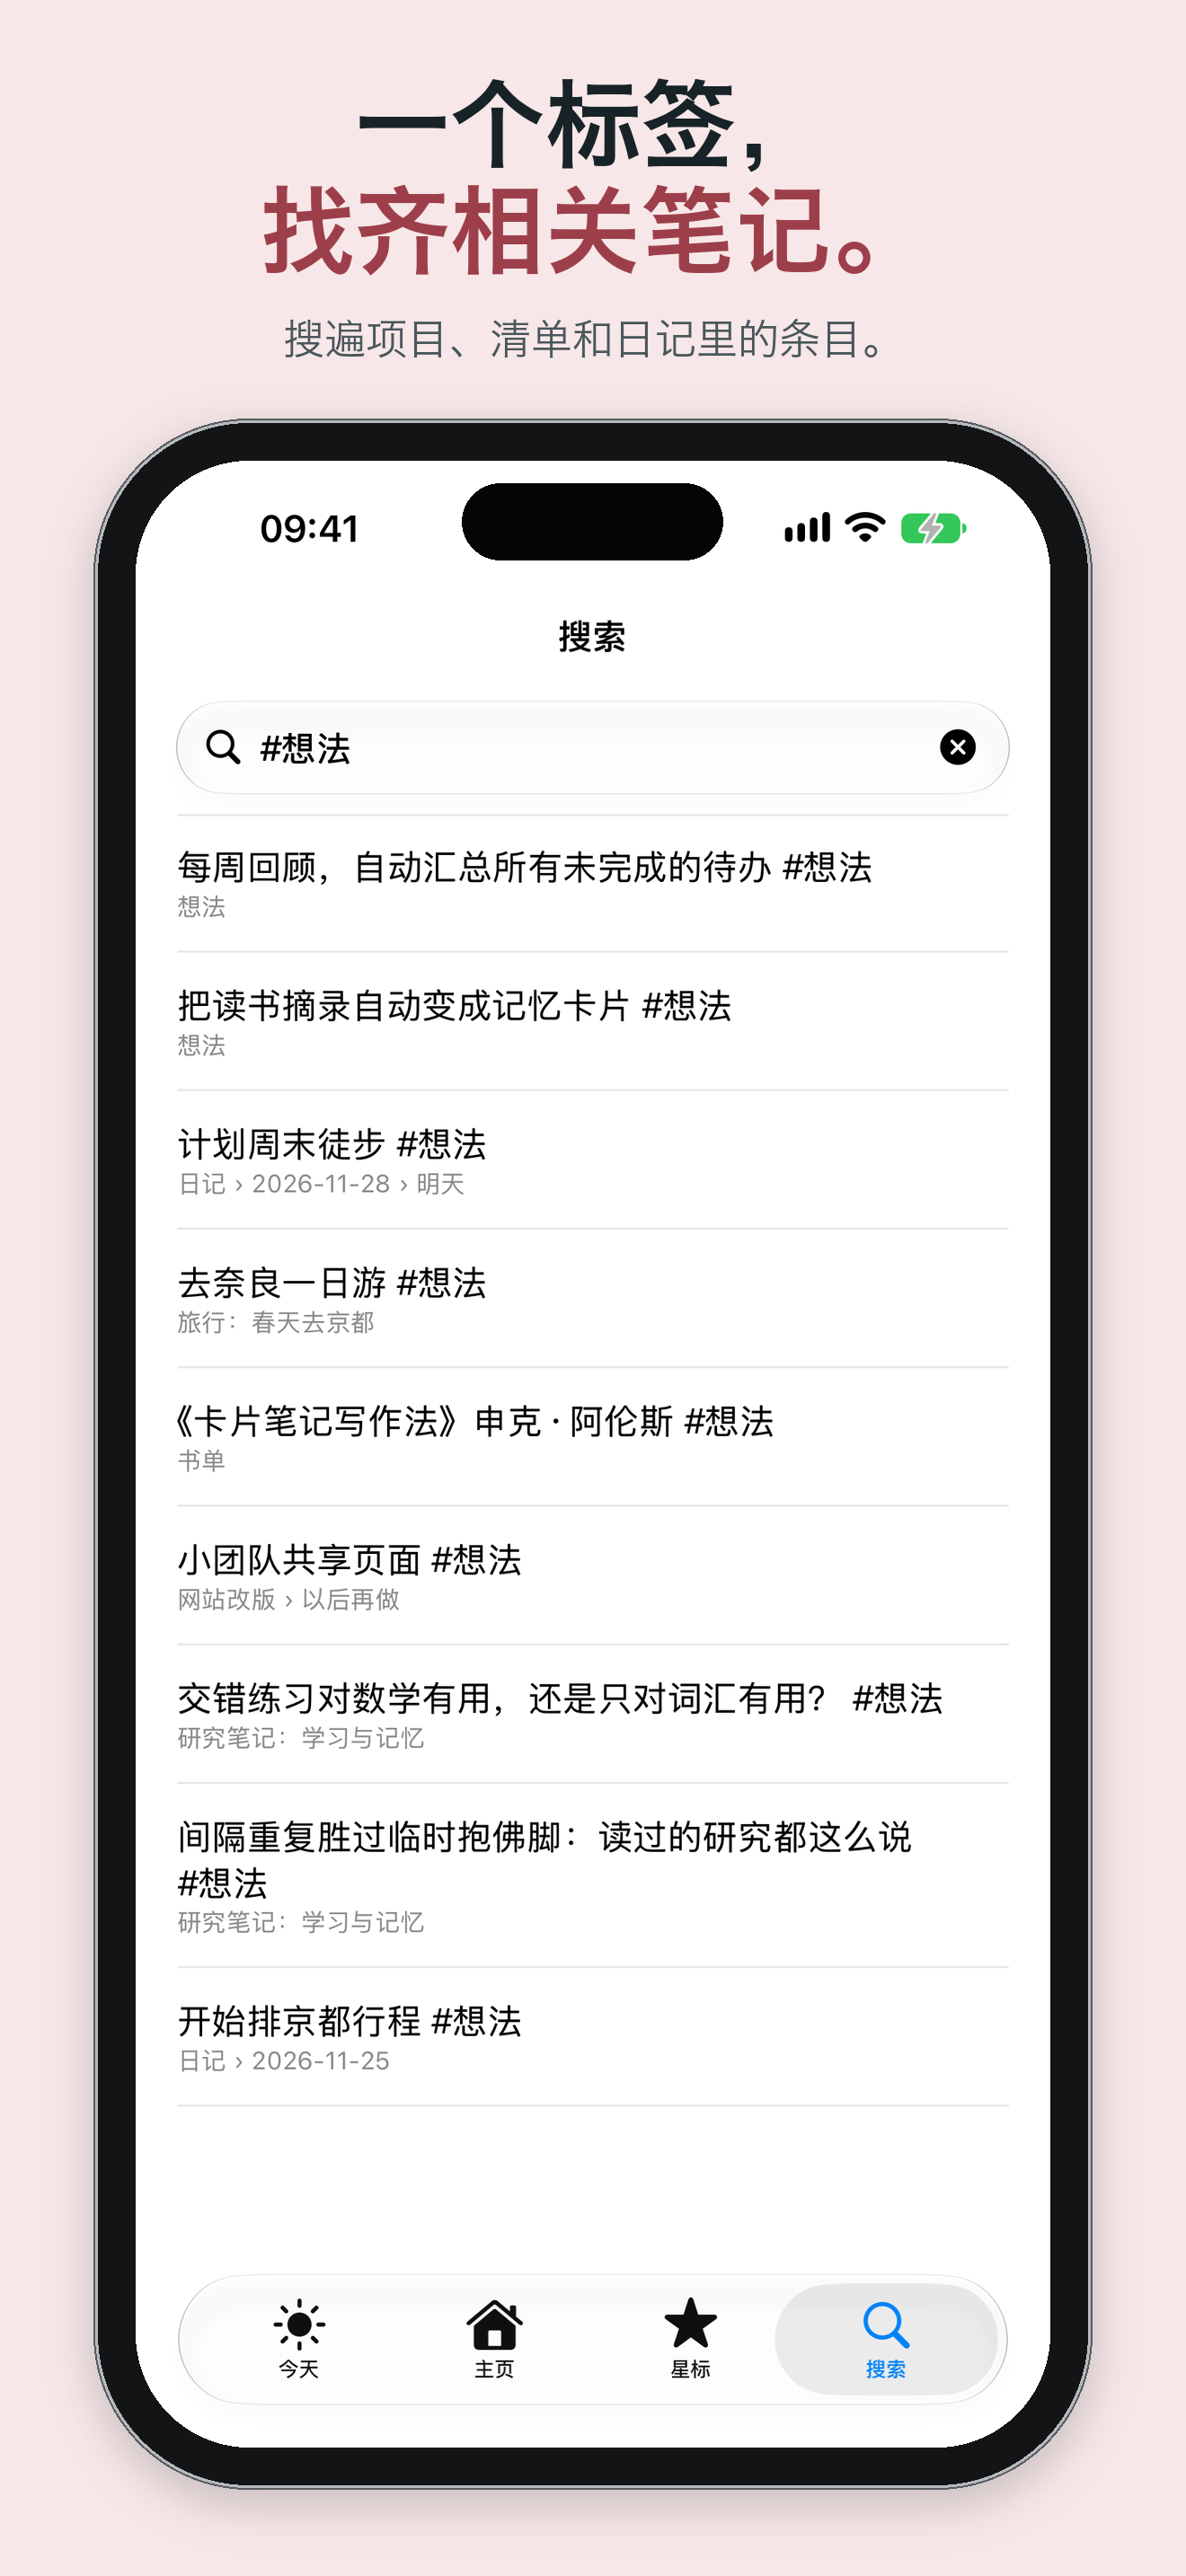 一个标签，
找齐相关笔记。
搜遍项目、清单和日记里的条目。
09:41
搜索
#想法
每周回顾，自动汇总所有未完成的待办 #想法
想法
把读书摘录自动变成记忆卡片 #想法
想法
计划周末徒步 #想法
日记 › 2026-11-28 › 明天
去奈良一日游 #想法
旅行：春天去京都
《卡片笔记写作法》申克·阿伦斯 #想法
书单
小团队共享页面 #想法
网站改版 › 以后再做
交错练习对数学有用，还是只对词汇有用？ #想法
研究笔记：学习与记忆
间隔重复胜过临时抱佛脚：读过的研究都这么说
#想法
研究笔记：学习与记忆
开始排京都行程 #想法
日记 › 2026-11-25
今天
主页
星标
搜索